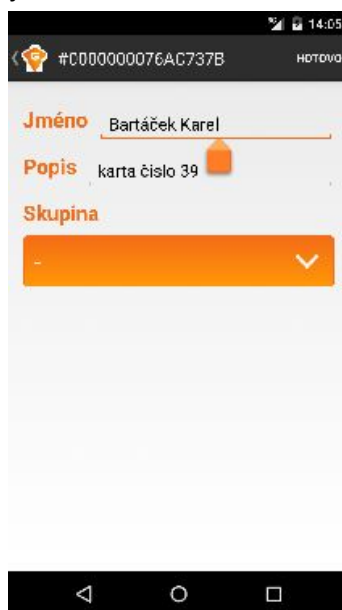 14:05
#C000000076AC737B HOTOVO
Jméno Bartáček Karel
Popis karta čislo 39
Skupina
-